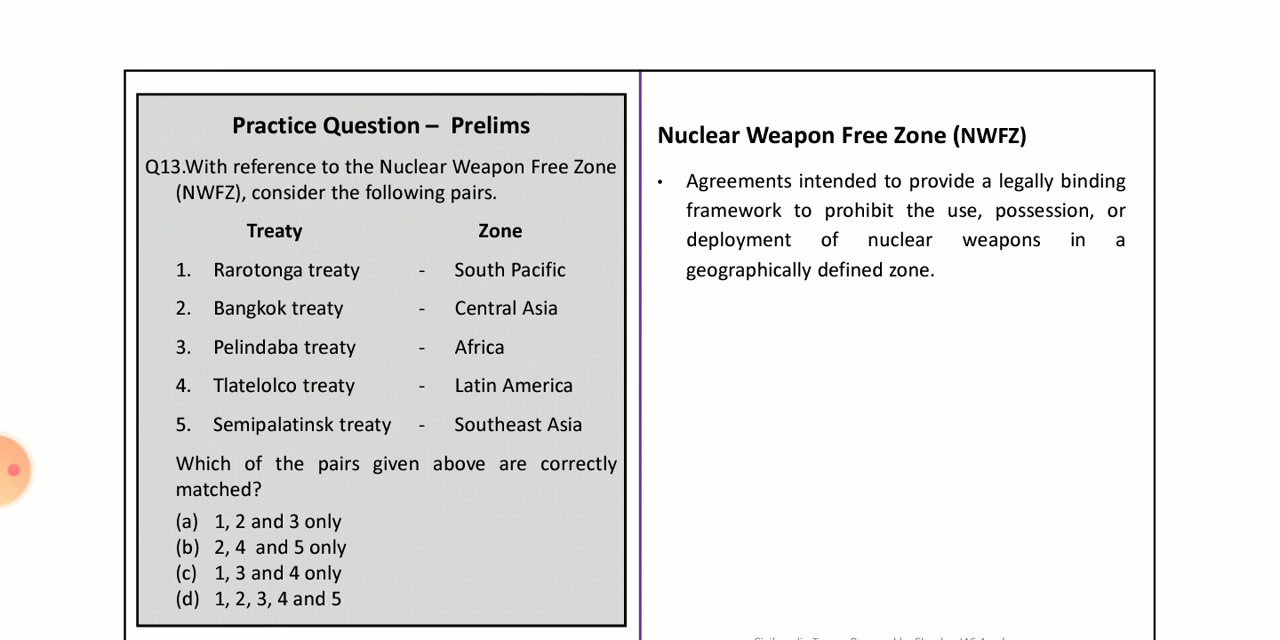 Practice Question – Prelims
Q13.With reference to the Nuclear Weapon Free Zone
(NWFZ), consider the following pairs.
Treaty Zone
1. Rarotonga treaty - South Pacific
2. Bangkok treaty - Central Asia
3. Pelindaba treaty - Africa
4. Tlatelolco treaty - Latin America
5. Semipalatinsk treaty - Southeast Asia
Which of the pairs given above are correctly
matched?
(a) 1, 2 and 3 only
(b) 2, 4 and 5 only
(c) 1, 3 and 4 only
(d) 1, 2, 3, 4 and 5
Nuclear Weapon Free Zone (NWFZ)
• Agreements intended to provide a legally binding
framework to prohibit the use, possession, or
deployment of nuclear weapons in a
geographically defined zone.